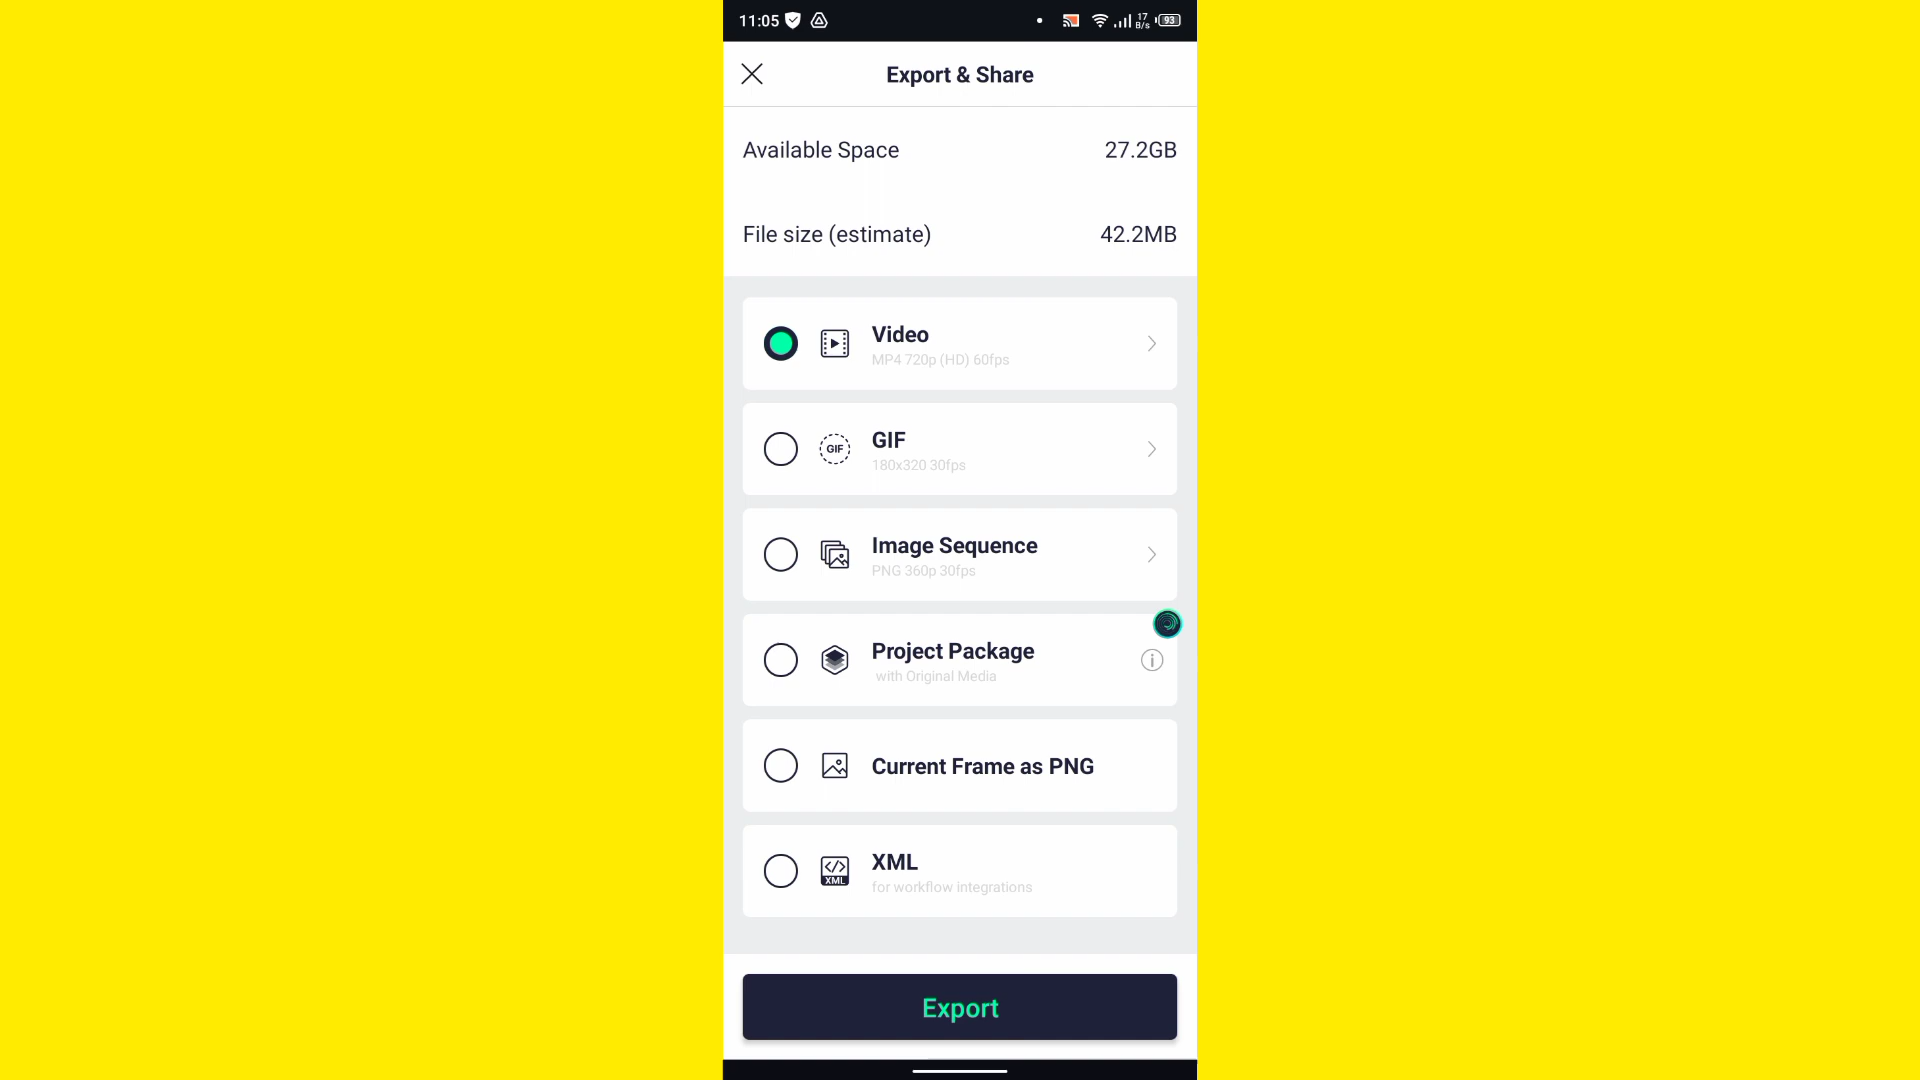 11:05 17 B/s 93
Export & Share
Available Space 27.2GB
File size (estimate) 42.2MB
Video
MP4 720p (HD) 60fps
GIF
GIF
180x320 30fps
Image Sequence
PNG 360p 30fps
Project Package
with Original Media
Current Frame as PNG
XML
XML
for workflow integrations
Export